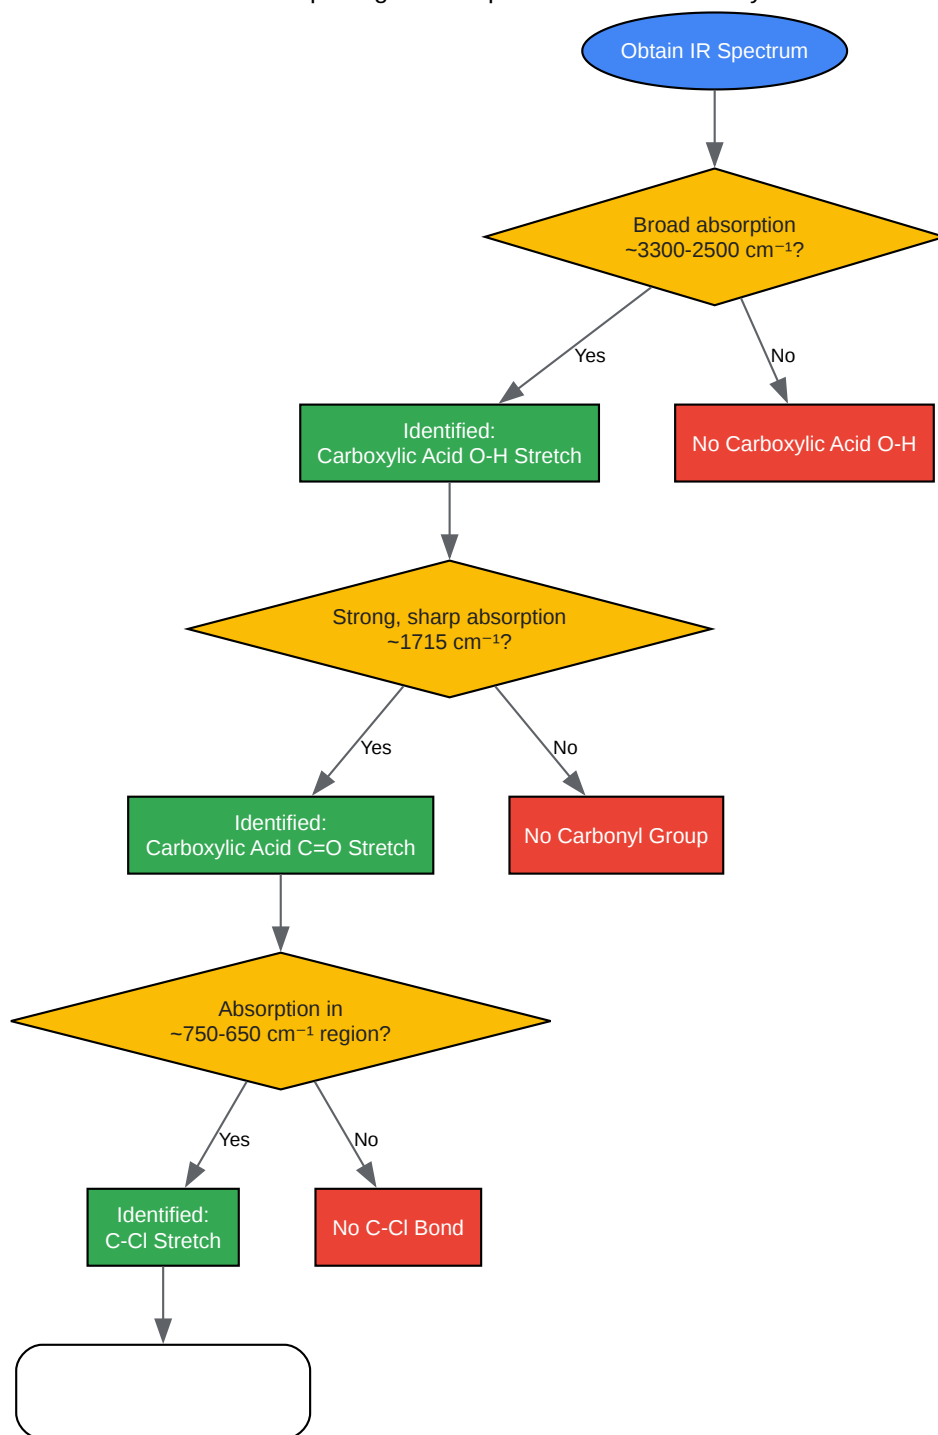 Obtain IR Spectrum
Broad absorption
~3300-2500 cm⁻¹?
Yes
No
Identified:
Carboxylic Acid O-H Stretch
No Carboxylic Acid O-H
Strong, sharp absorption
~1715 cm⁻¹?
Yes
No
Identified:
Carboxylic Acid C=O Stretch
No Carbonyl Group
Absorption in
~750-650 cm⁻¹ region?
Yes
No
Identified:
C-Cl Stretch
No C-Cl Bond